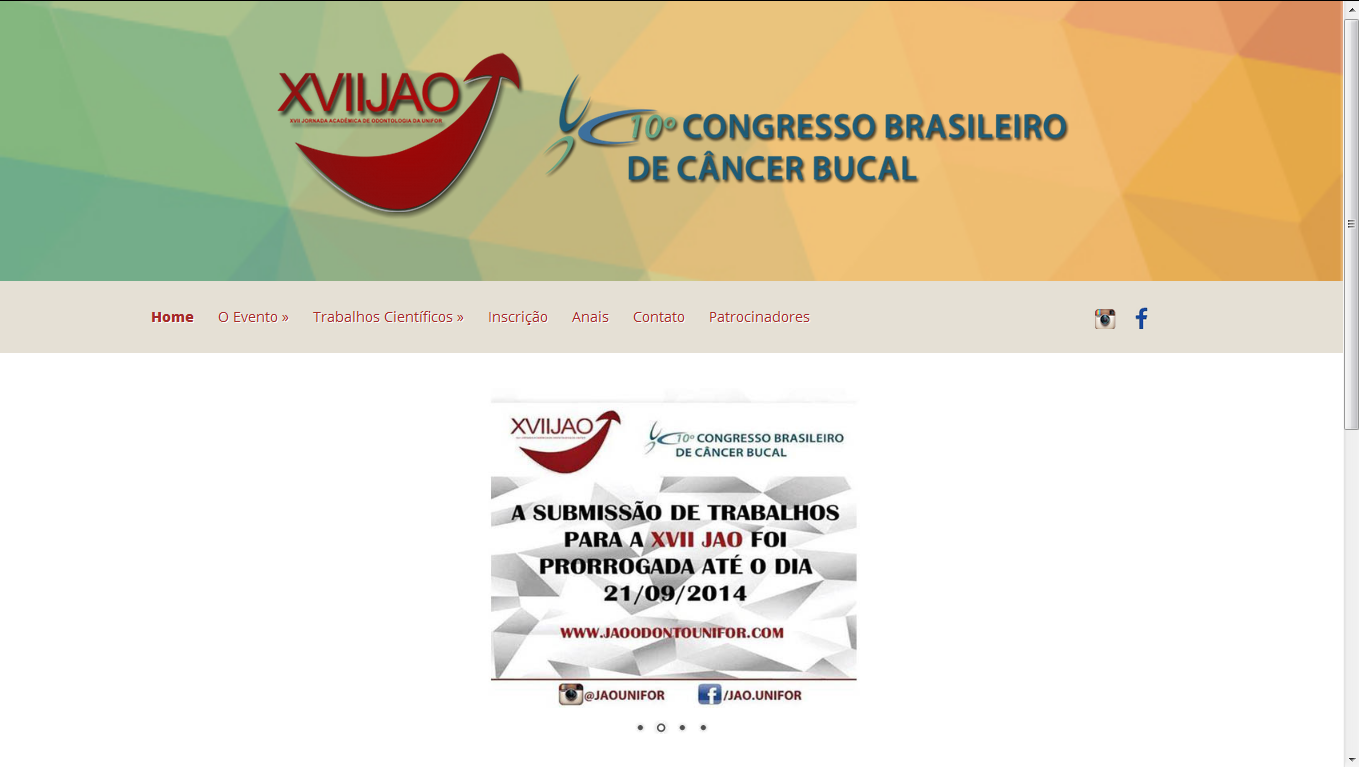 XVIIJAO
XVII JORNADA ACADÊMICA DE ODONTOLOGIA DA UNIFOR
10º CONGRESSO BRASILEIRO
DE CÂNCER BUCAL
Home O Evento » Trabalhos Científicos » Inscrição Anais Contato Patrocinadores
XVIIJAO
10º CONGRESSO BRASILEIRO
DE CÂNCER BUCAL
A SUBMISSÃO DE TRABALHOS
PARA A XVII JAO FOI
PRORROGADA ATÉ O DIA
21/09/2014
WWW.JAOODONTOUNIFOR.COM
@JAOUNIFOR /JAO.UNIFOR